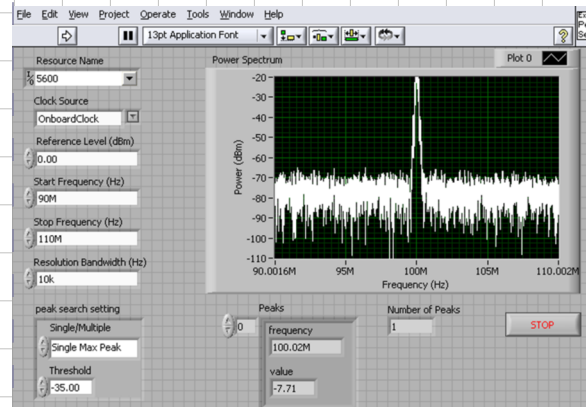 File Edit View Project Operate Tools Window Help
13pt Application Font
Resource Name
5600
Clock Source
OnboardClock
Reference Level (dBm)
0.00
Start Frequency (Hz)
90M
Stop Frequency (Hz)
110M
Resolution Bandwidth (Hz)
10k
peak search setting
Single/Multiple
Single Max Peak
Threshold
-35.00
Power Spectrum
Plot 0
Power (dBm)
-20
-30
-40
-50
-60
-70
-80
-90
-100
-110
90.0016M 95M 100M 105M 110.002M
Frequency (Hz)
Peaks
0
frequency
100.02M
value
-7.71
Number of Peaks
1
STOP